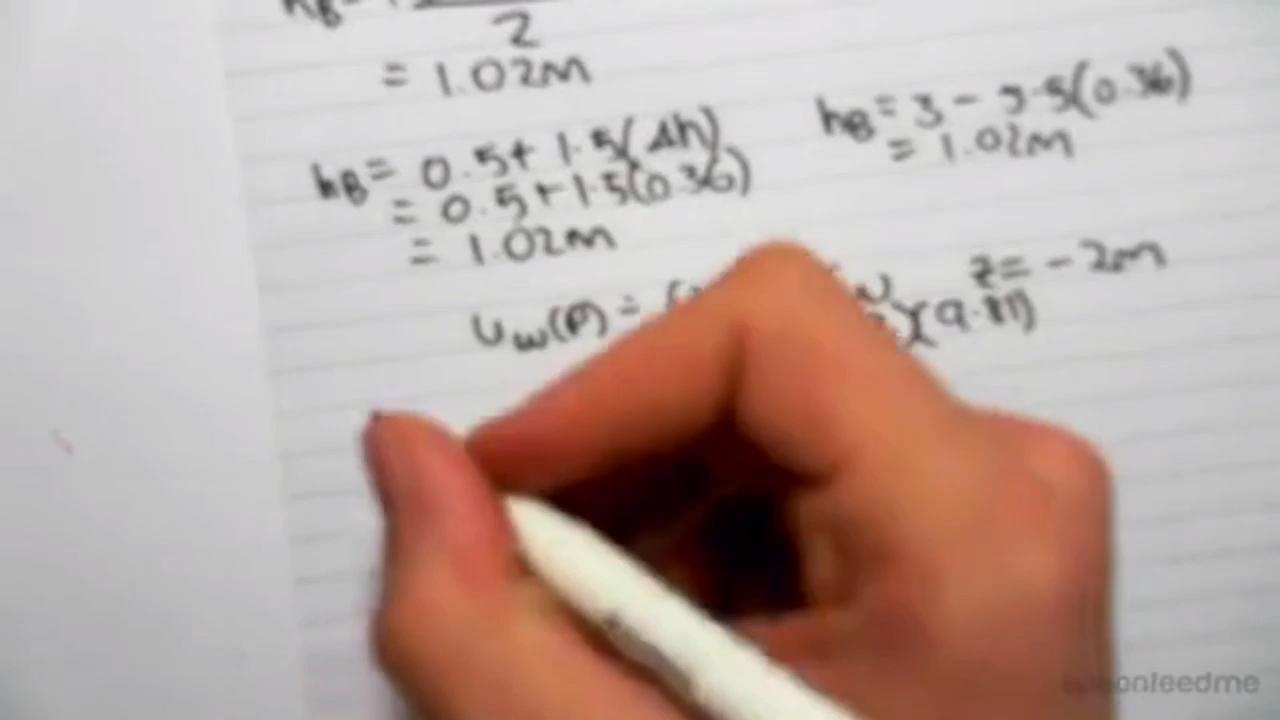 2
= 1.02m
hB = 0.5 + 1.5(Δh)
= 0.5 + 1.5(0.36)
= 1.02m
hB = 3 - 5.5(0.36)
= 1.02m
z = -2m
uw(P) =
)(9.81)